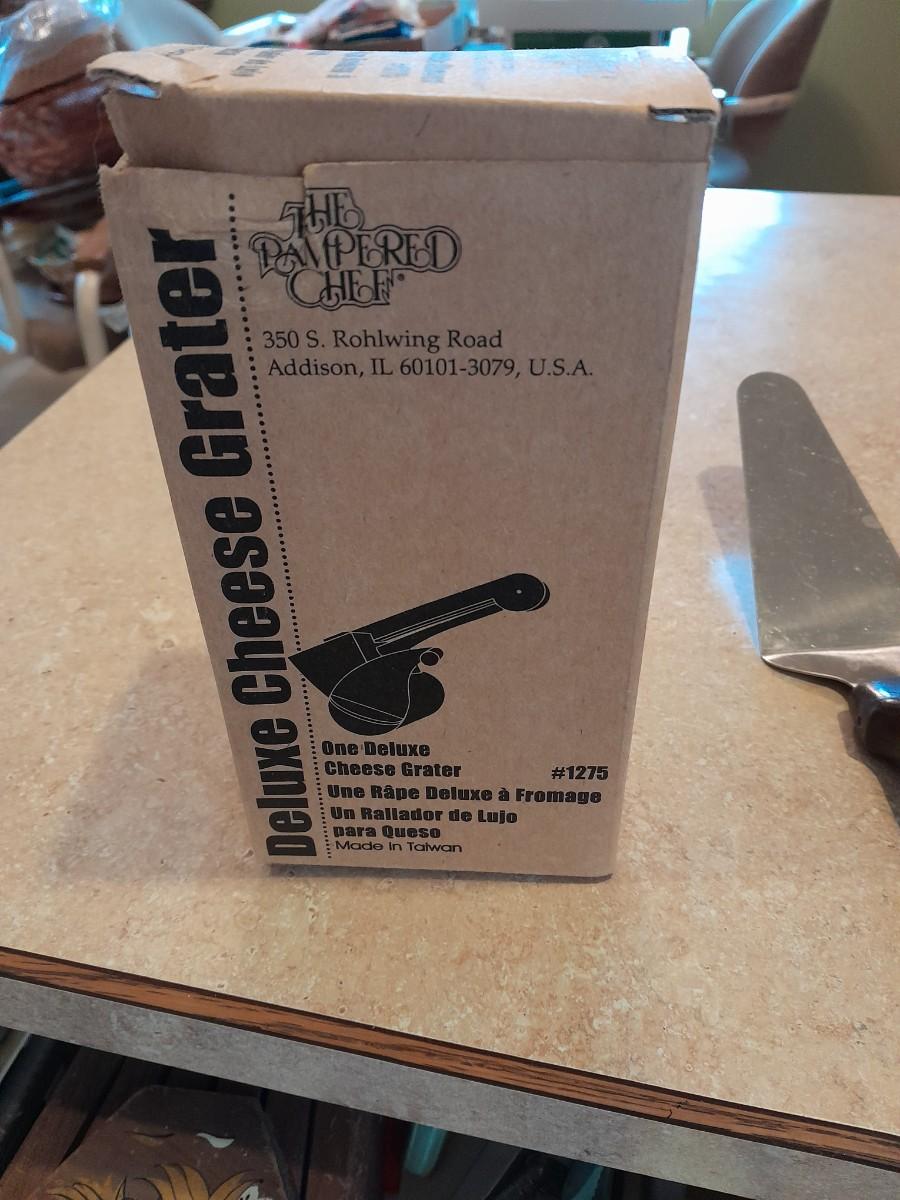 THE
PAMPERED
CHEF®
350 S. Rohlwing Road
Addison, IL 60101-3079, U.S.A.
Deluxe Cheese Grater
One Deluxe
Cheese Grater #1275
Une Râpe Deluxe à Fromage
Un Rallador de Lujo
para Queso
Made in Taiwan